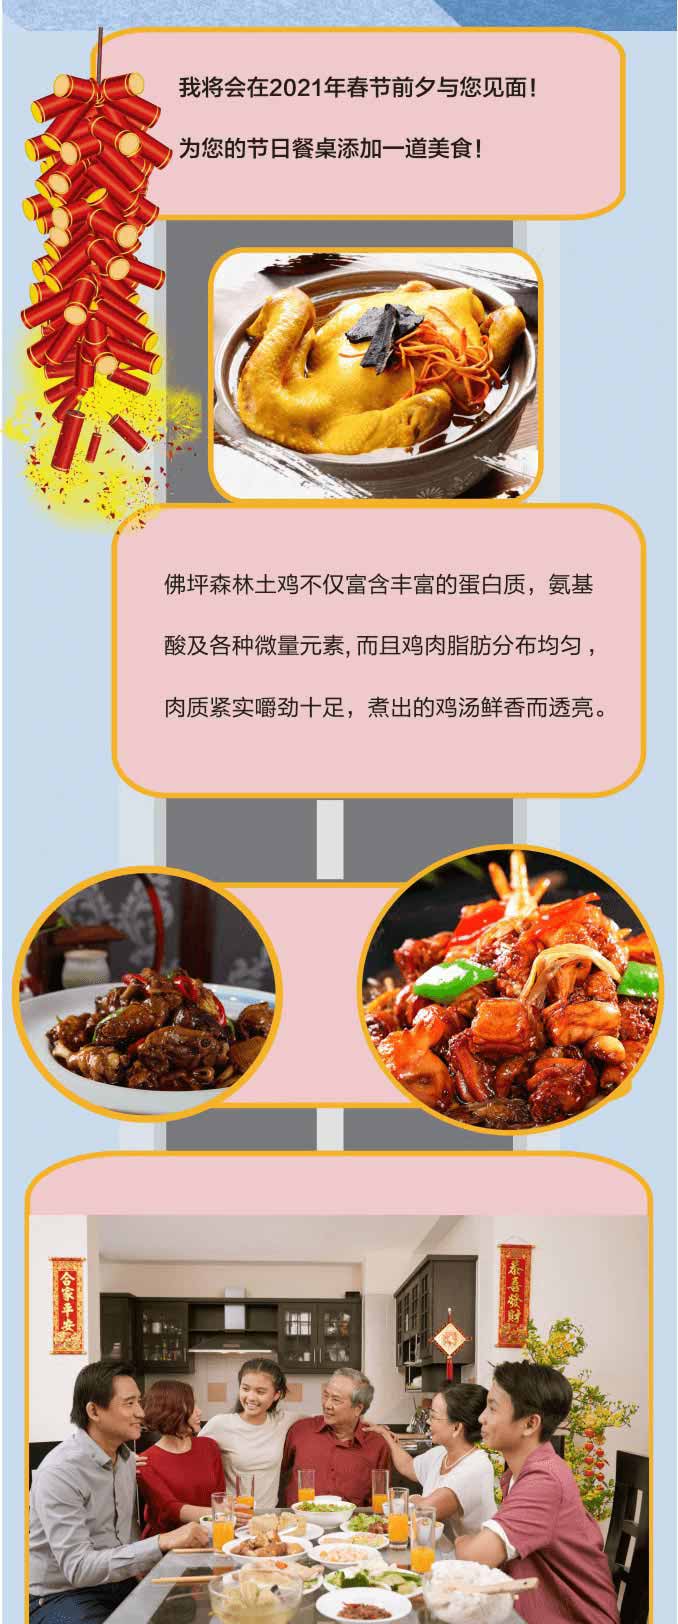 我将会在2021年春节前夕与您见面！
为您的节日餐桌添加一道美食！
佛坪森林土鸡不仅富含丰富的蛋白质，氨基
酸及各种微量元素,而且鸡肉脂肪分布均匀，
肉质紧实嚼劲十足，煮出的鸡汤鲜香而透亮。
合家平安
恭喜發財